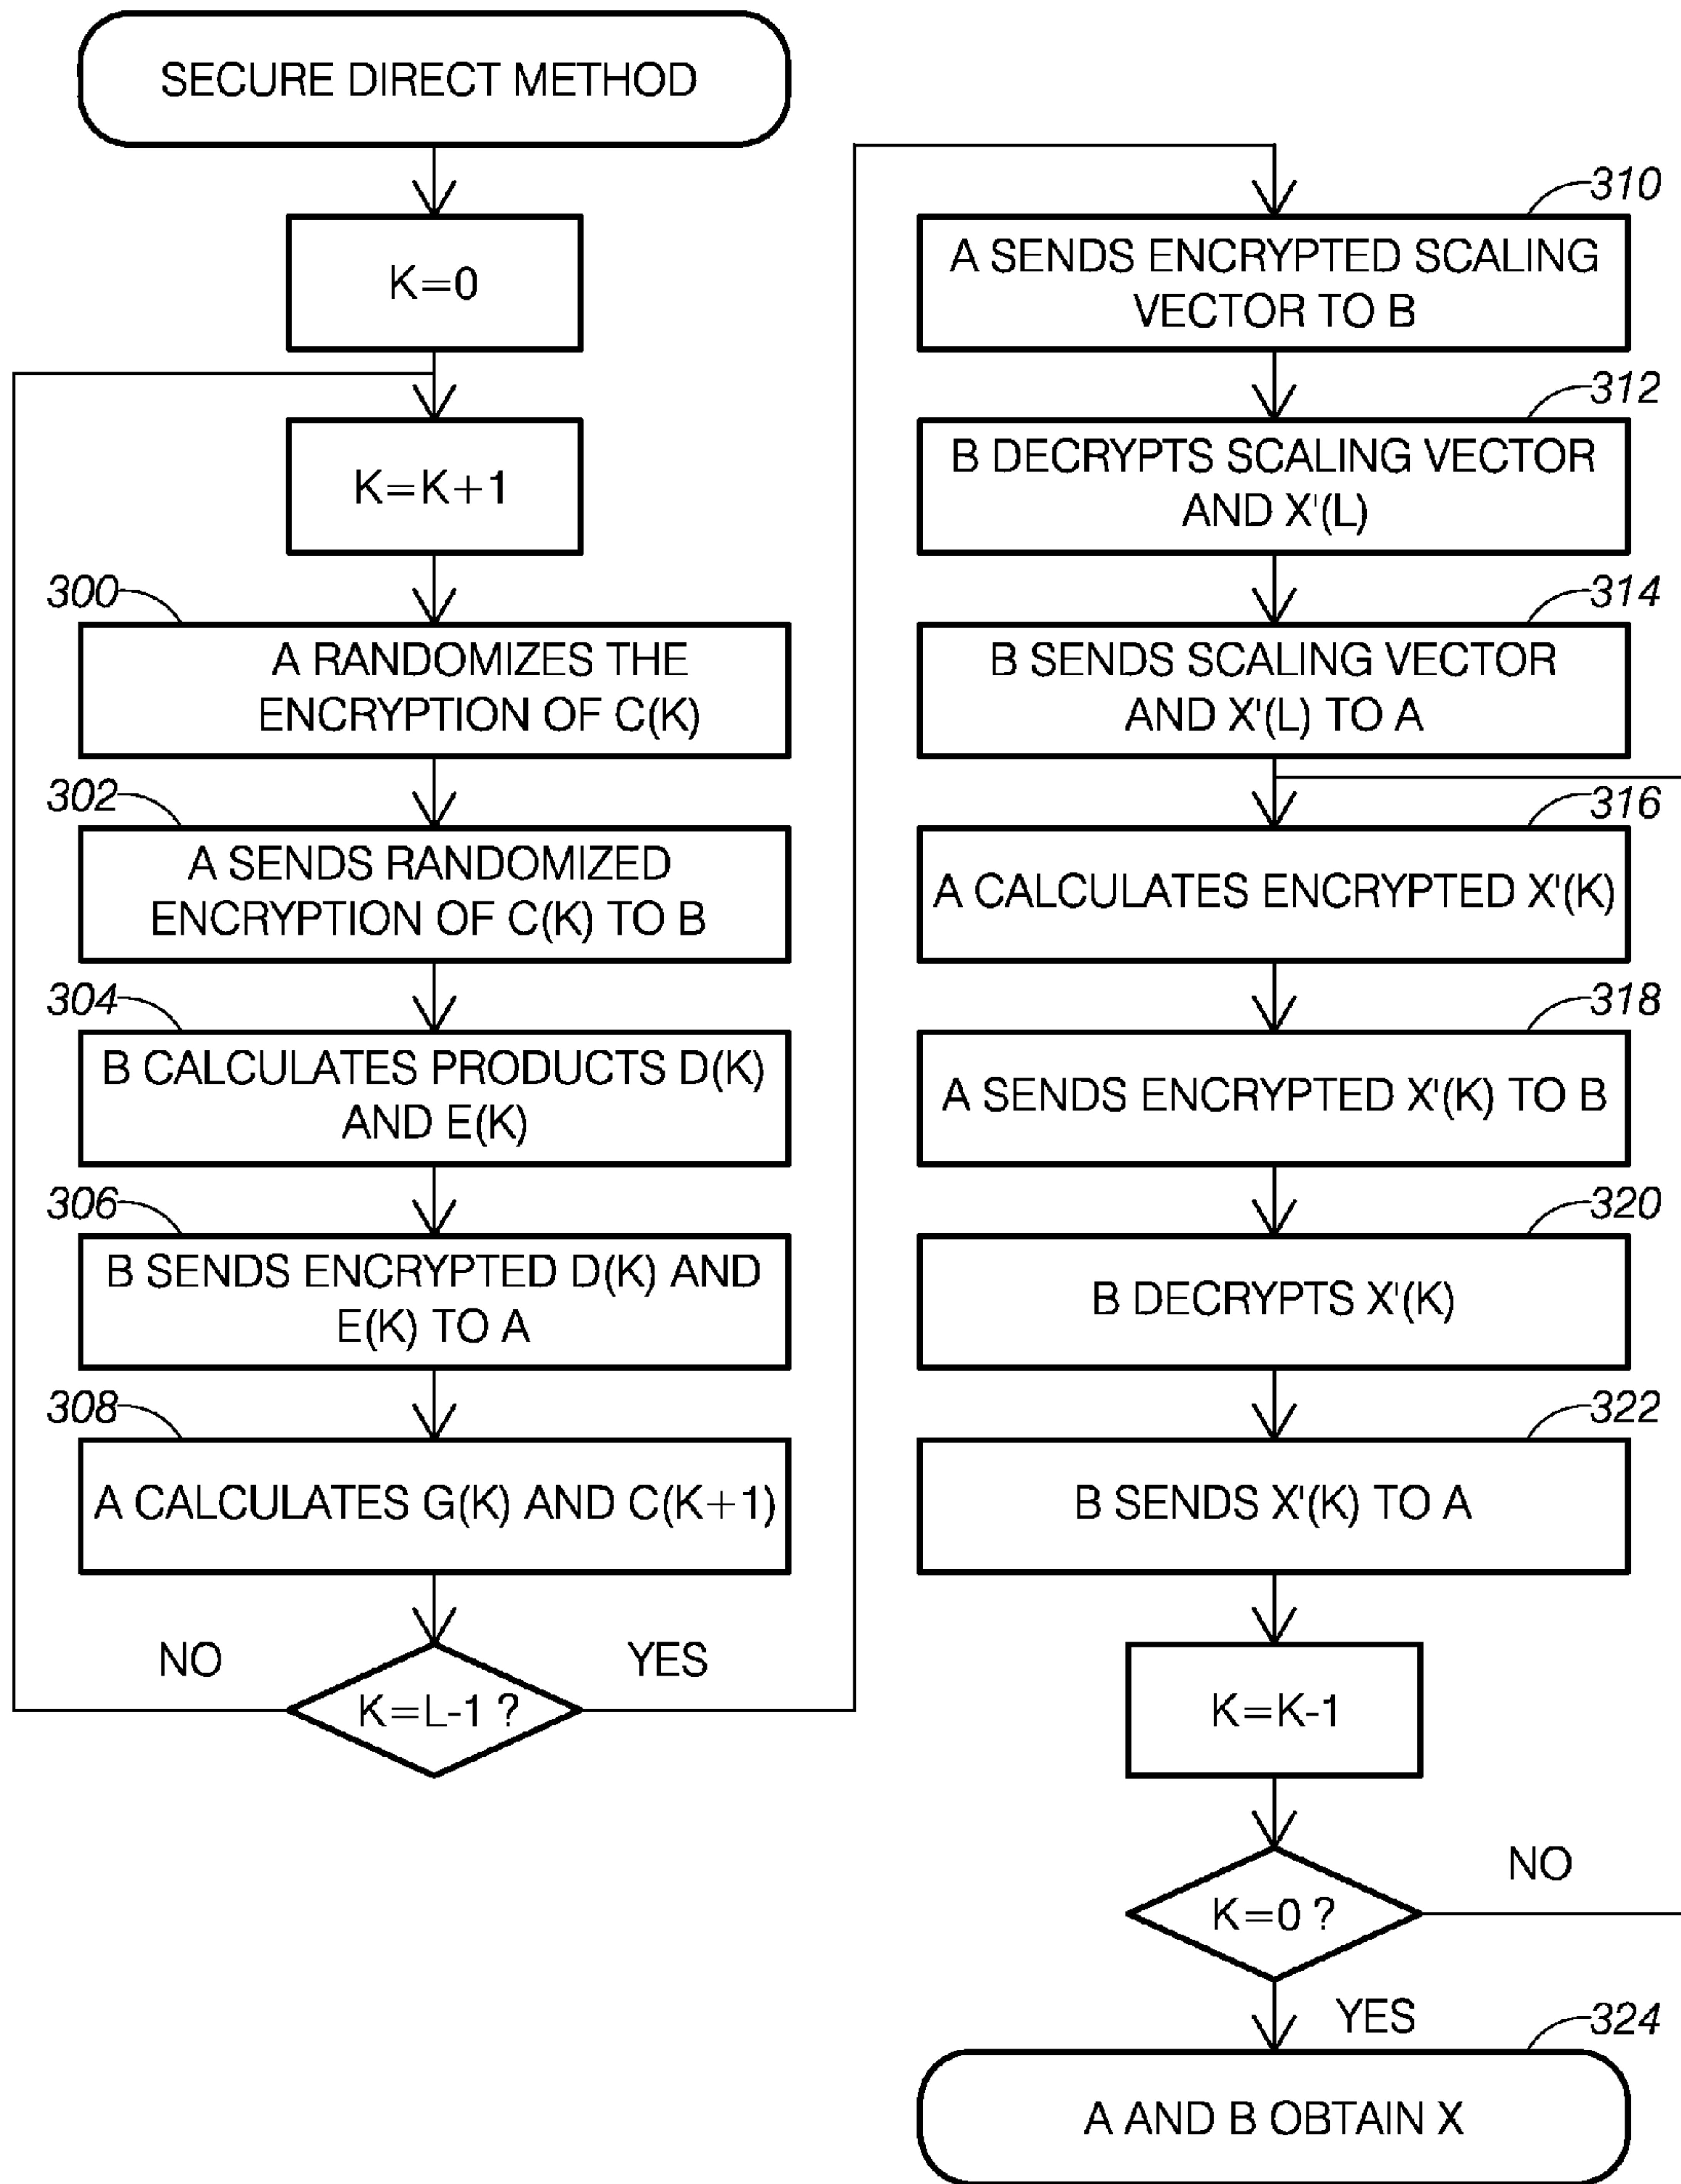 SECURE DIRECT METHOD
K=0
K=K+1
300
A RANDOMIZES THE
ENCRYPTION OF C(K)
302
A SENDS RANDOMIZED
ENCRYPTION OF C(K) TO B
304
B CALCULATES PRODUCTS D(K)
AND E(K)
306
B SENDS ENCRYPTED D(K) AND
E(K) TO A
308
A CALCULATES G(K) AND C(K+1)
NO
YES
K=L-1 ?
310
A SENDS ENCRYPTED SCALING
VECTOR TO B
312
B DECRYPTS SCALING VECTOR
AND X'(L)
314
B SENDS SCALING VECTOR
AND X'(L) TO A
316
A CALCULATES ENCRYPTED X'(K)
318
A SENDS ENCRYPTED X'(K) TO B
320
B DECRYPTS X'(K)
322
B SENDS X'(K) TO A
K=K-1
NO
K=0 ?
YES
324
A AND B OBTAIN X